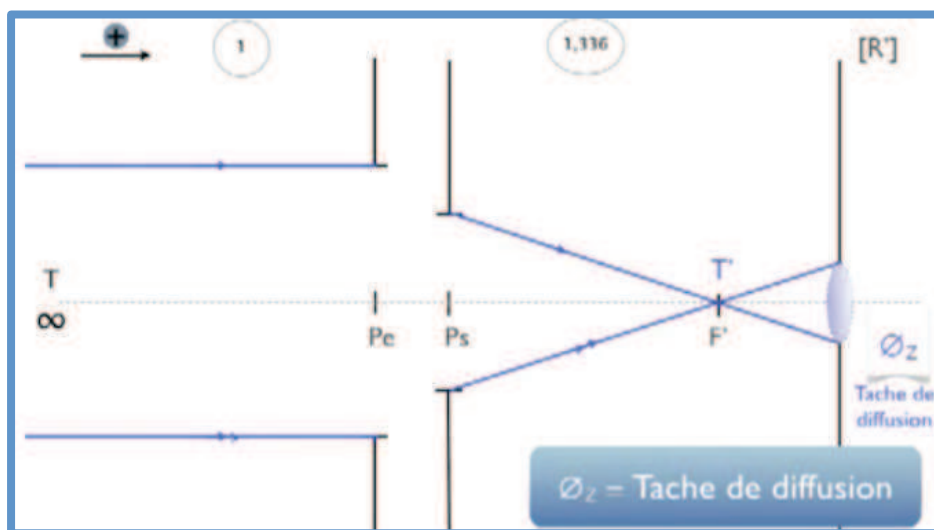 +
1
1,336
[R']
T
∞
Pe
Ps
T'
F'
∅z
Tache de
diffusion
∅z = Tache de diffusion